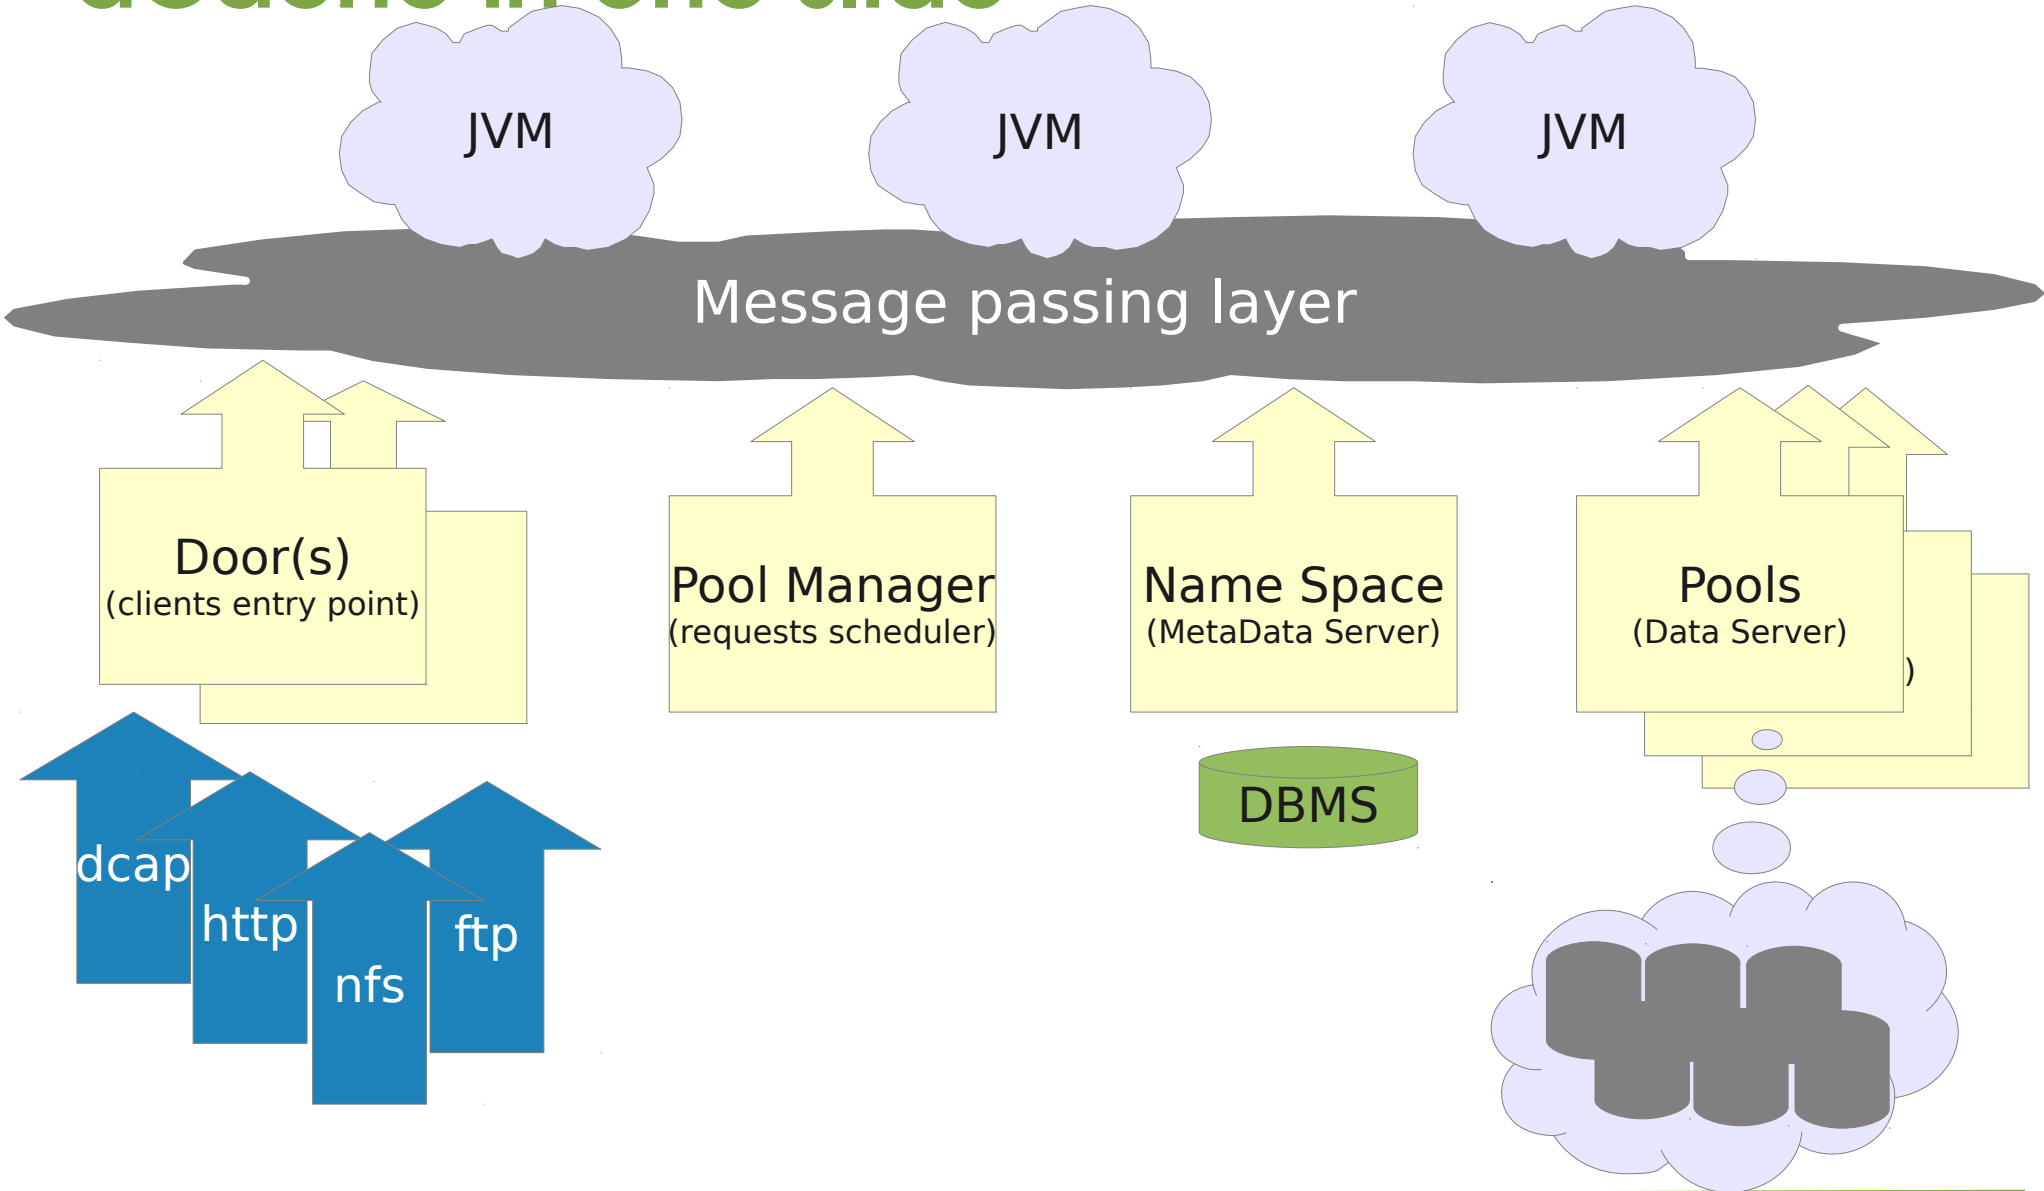 JVM
JVM
JVM
Message passing layer
Door(s)
(clients entry point)
Pool Manager
(requests scheduler)
Name Space
(MetaData Server)
Pools
(Data Server)
)
DBMS
dcap
http
nfs
ftp